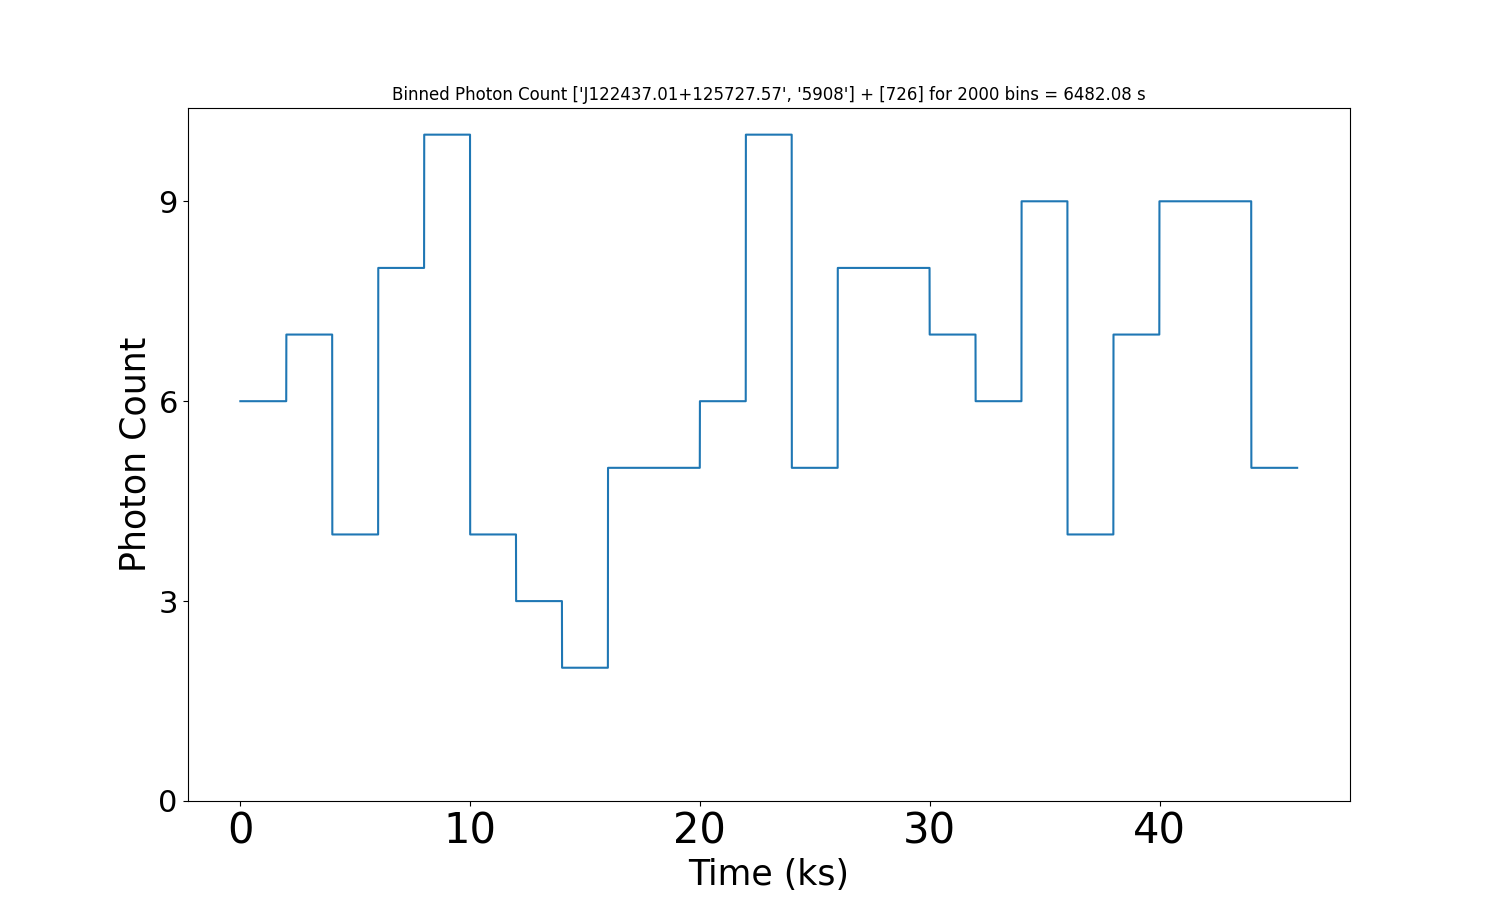 Binned Photon Count ['J122437.01+125727.57', '5908'] + [726] for 2000 bins = 6482.08 s
9
6
3
0
Photon Count
0 10 20 30 40
Time (ks)